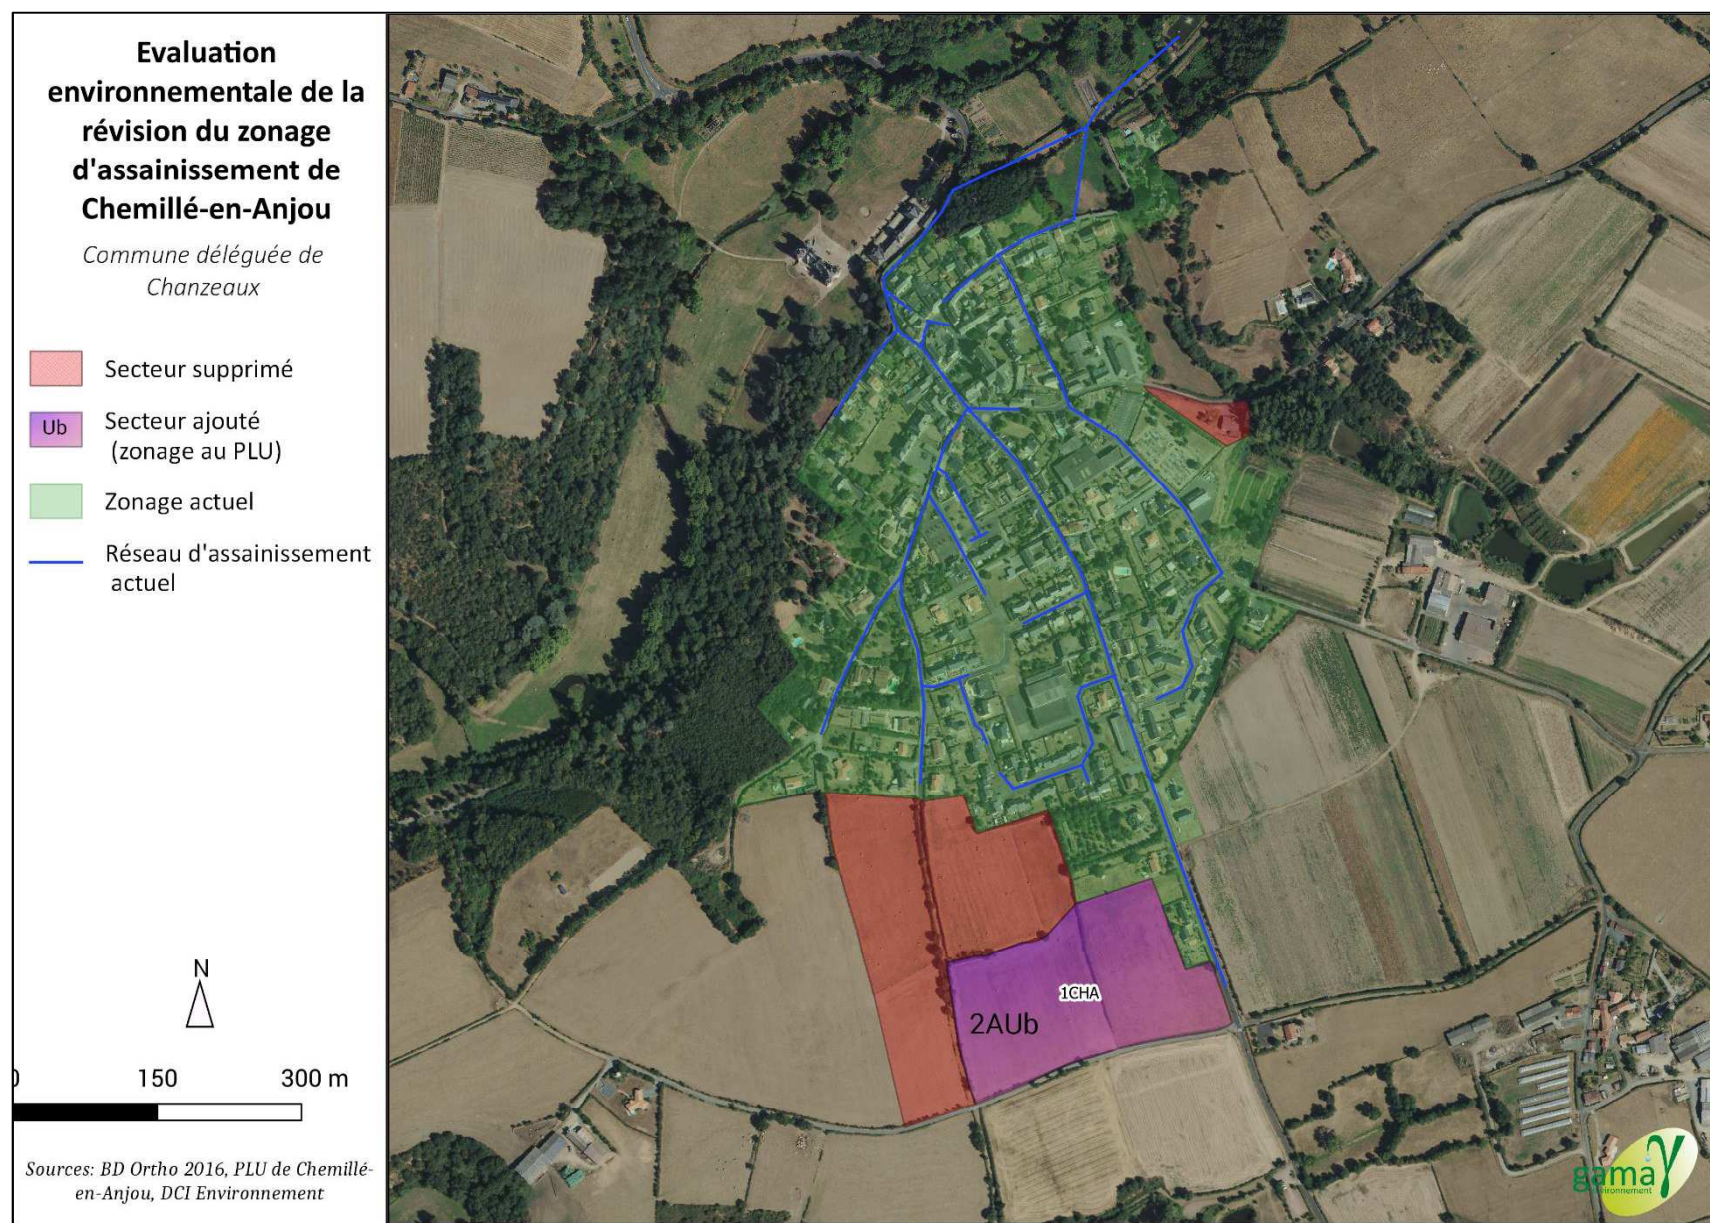 Evaluation
environnementale de la
révision du zonage
d'assainissement de
Chemillé-en-Anjou
Commune déléguée de
Chanzeaux
Secteur supprimé
Ub
Secteur ajouté
(zonage au PLU)
Zonage actuel
Réseau d'assainissement
actuel
N
0 150 300 m
Sources: BD Ortho 2016, PLU de Chemillé-
en-Anjou, DCI Environnement
1CHA
2AUb
gama
environnement